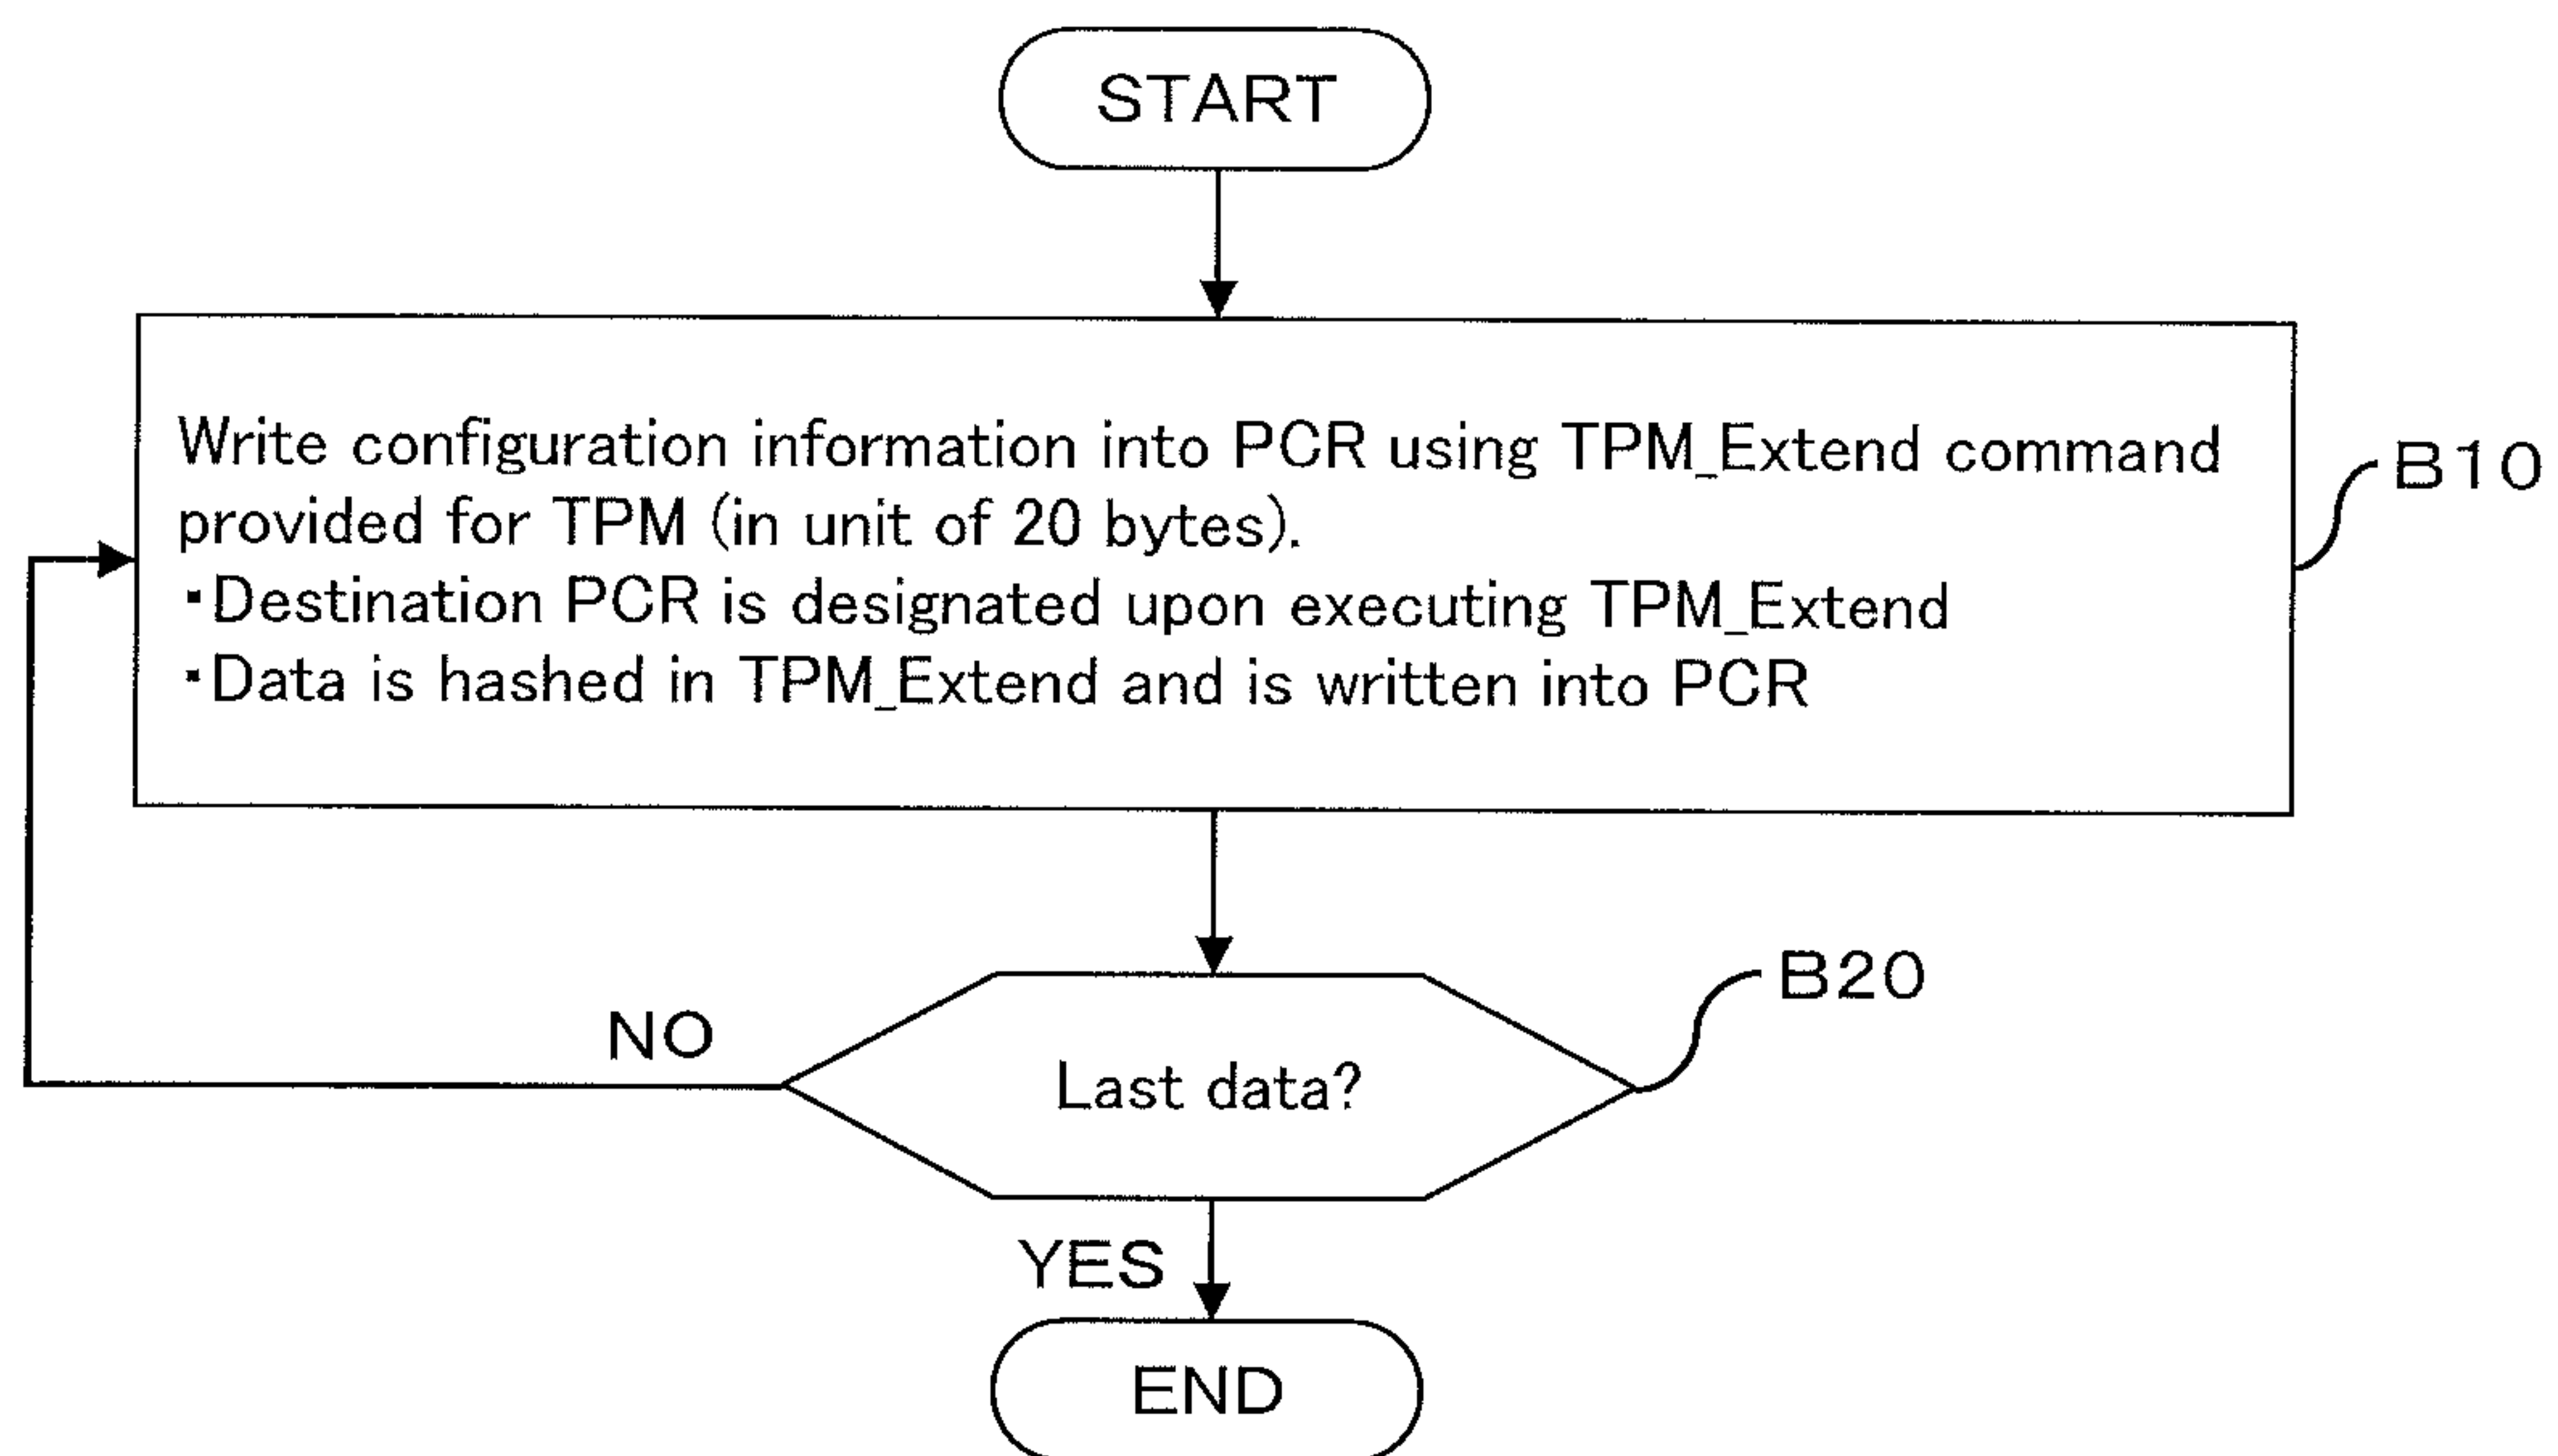 START
Write configuration information into PCR using TPM_Extend command
provided for TPM (in unit of 20 bytes).
・Destination PCR is designated upon executing TPM_Extend
・Data is hashed in TPM_Extend and is written into PCR
B10
B20
NO
Last data?
YES
END